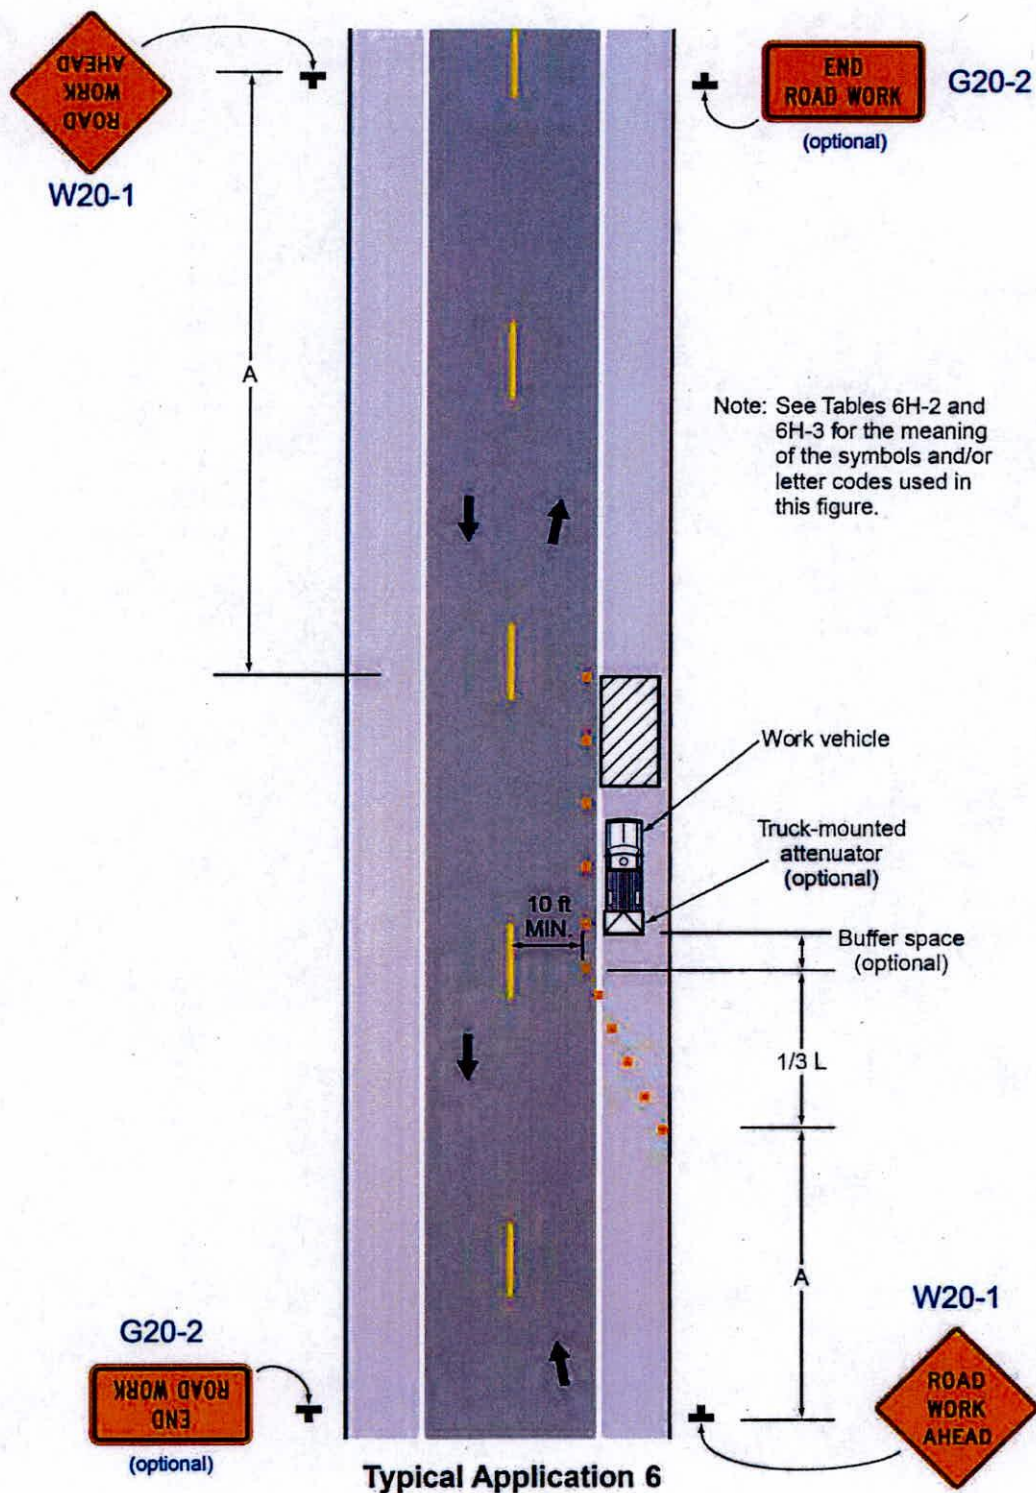 ROAD
WORK
AHEAD
W20-1
END
ROAD WORK
G20-2
(optional)
A
Note: See Tables 6H-2 and
6H-3 for the meaning
of the symbols and/or
letter codes used in
this figure.
Work vehicle
Truck-mounted
attenuator
(optional)
10 ft
MIN.
Buffer space
(optional)
1/3 L
A
W20-1
ROAD
WORK
AHEAD
G20-2
END
ROAD WORK
(optional)
Typical Application 6